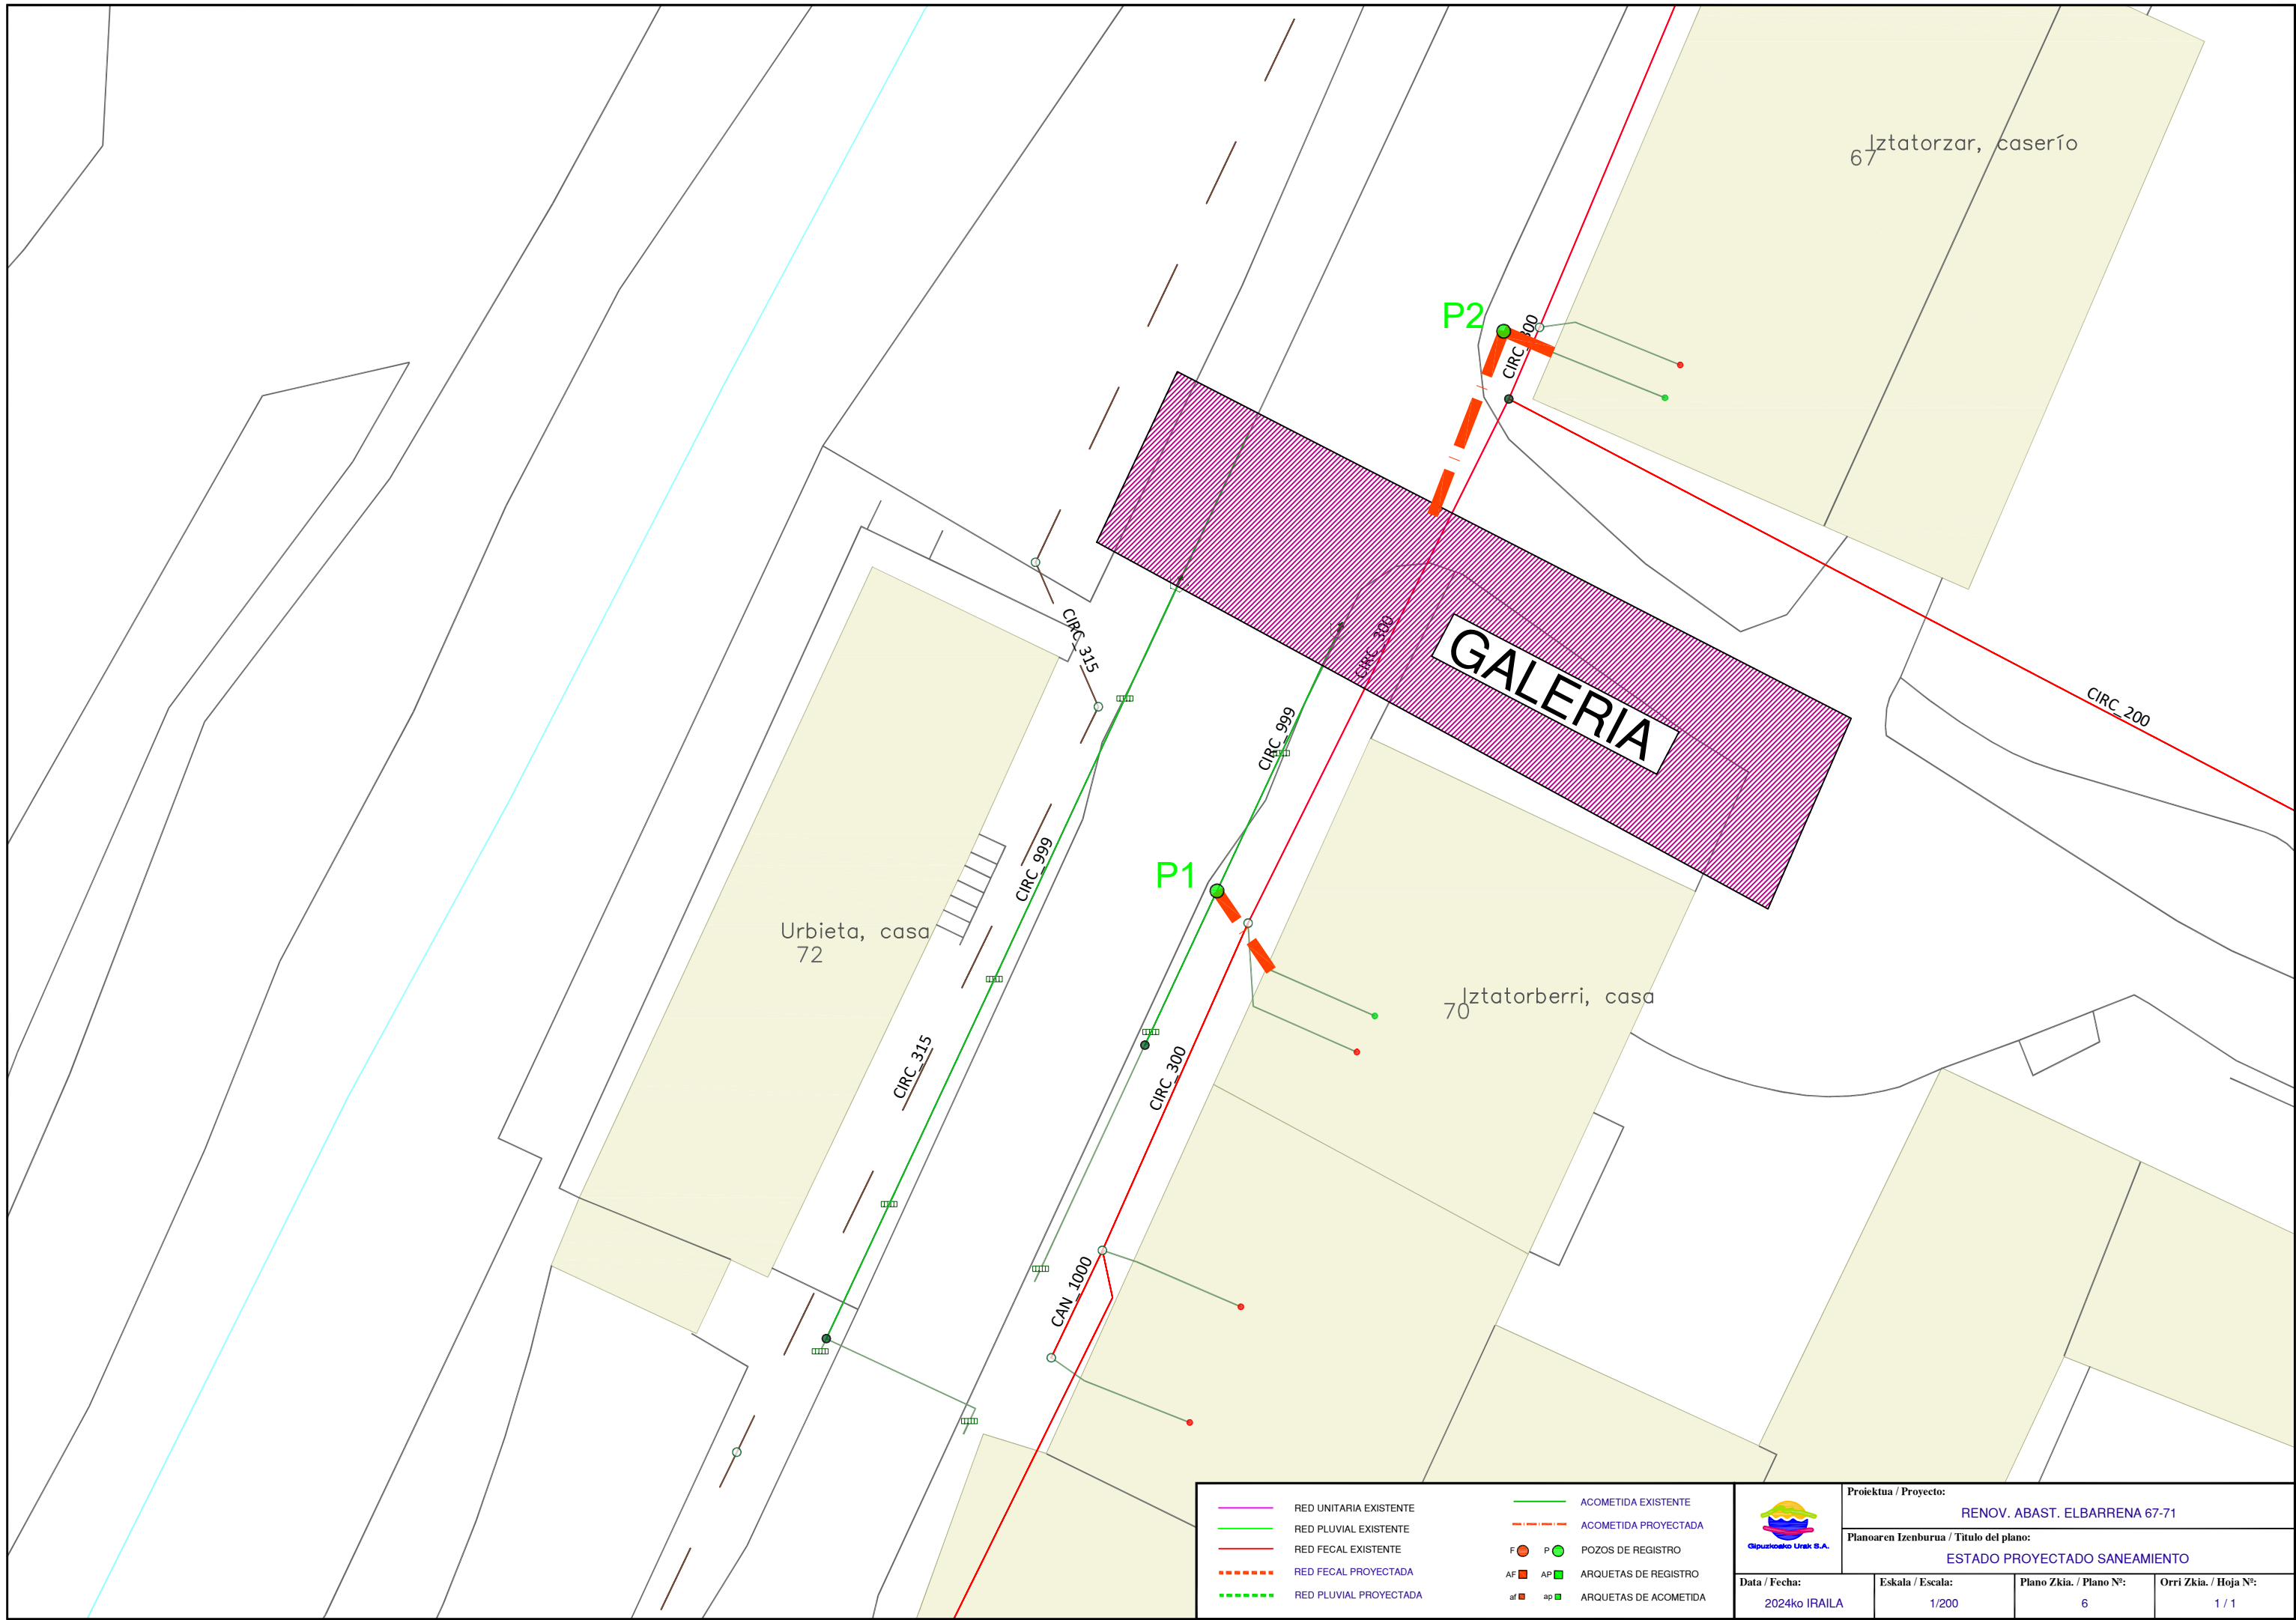 Iztatorzar, caserío
67
P2
CIRC_300
CIRC_315
CIRC_300
GALERIA
CIRC_200
CIRC_999
P1
CIRC_999
Urbieta, casa
72
Iztatorberri, casa
70
CIRC_315
CIRC_300
CAN_1000
RED UNITARIA EXISTENTE
RED PLUVIAL EXISTENTE
RED FECAL EXISTENTE
RED FECAL PROYECTADA
RED PLUVIAL PROYECTADA
ACOMETIDA EXISTENTE
ACOMETIDA PROYECTADA
F P POZOS DE REGISTRO
AF AP ARQUETAS DE REGISTRO
af ap ARQUETAS DE ACOMETIDA
Gipuzkoako Urak S.A.
Proiektua / Proyecto:
RENOV. ABAST. ELBARRENA 67-71
Planoaren Izenburua / Titulo del plano:
ESTADO PROYECTADO SANEAMIENTO
Data / Fecha:
2024ko IRAILA
Eskala / Escala:
1/200
Plano Zkia. / Plano Nº:
6
Orri Zkia. / Hoja Nº:
1 / 1